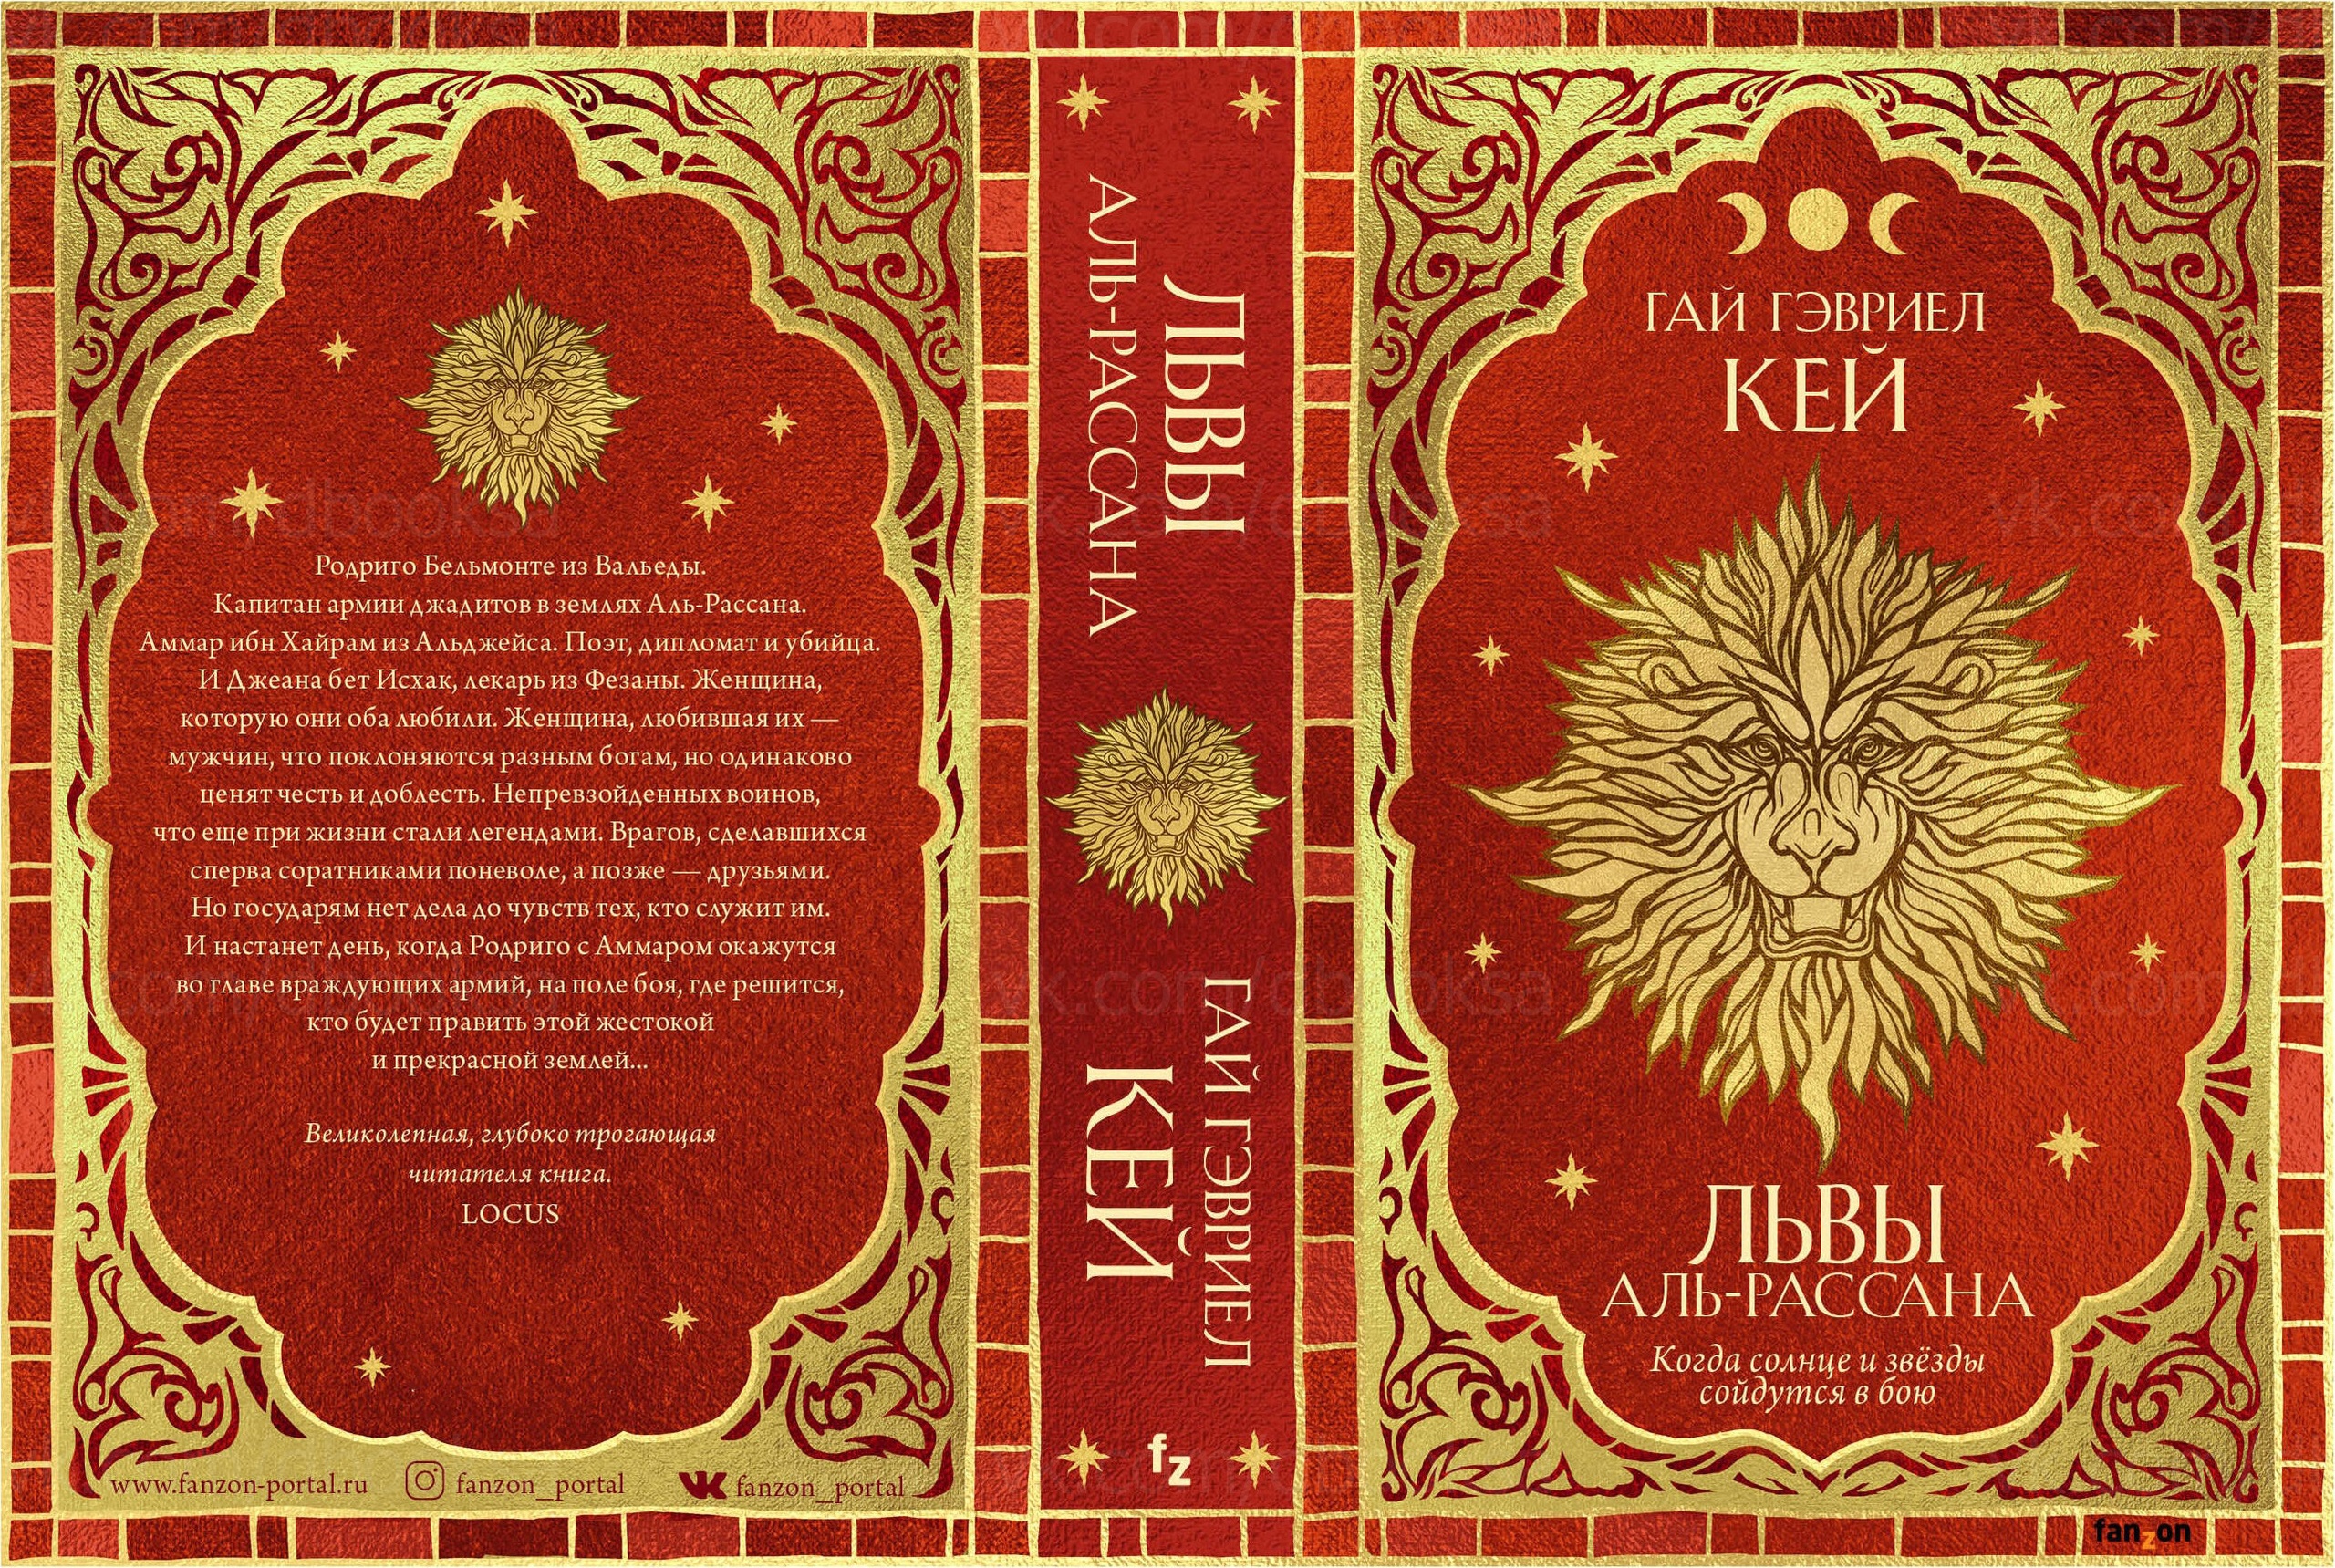 Родриго Бельмонте из Вальеды.
Капитан армии джадитов в землях Аль-Рассана.
Аммар ибн Хайрам из Альджейса. Поэт, дипломат и убийца.
И Джеана бет Исхак, лекарь из Фезаны. Женщина,
которую они оба любили. Женщина, любившая их —
мужчин, что поклоняются разным богам, но одинаково
ценят честь и доблесть. Непревзойденных воинов,
что еще при жизни стали легендами. Врагов, сделавшихся
сперва соратниками поневоле, а позже — друзьями.
Но государям нет дела до чувств тех, кто служит им.
И настанет день, когда Родриго с Аммаром окажутся
во главе враждующих армий, на поле боя, где решится,
кто будет править этой жестокой
и прекрасной землей...
Великолепная, глубоко трогающая
читателя книга.
LOCUS
www.fanzon-portal.ru
fanzon_portal
fanzon_portal
ЛЬВЫ
АЛЬ-РАССАНА
ГАЙ ГЭВРИЕЛ
КЕЙ
fz
ГАЙ ГЭВРИЕЛ
КЕЙ
ЛЬВЫ
АЛЬ-РАССАНА
Когда солнце и звёзды
сойдутся в бою
fanzon
vk.com/dbooksa